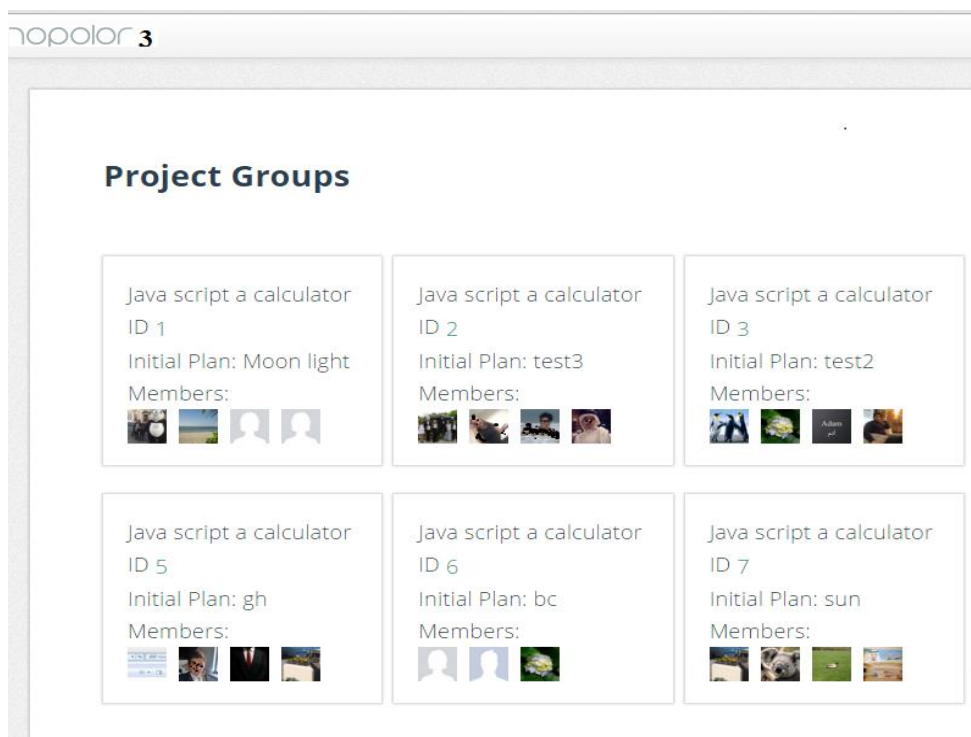 nopolor 3
Project Groups
Java script a calculator
ID 1
Initial Plan: Moon light
Members:
Java script a calculator
ID 2
Initial Plan: test3
Members:
Java script a calculator
ID 3
Initial Plan: test2
Members:
Adam
آدم
Java script a calculator
ID 5
Initial Plan: gh
Members:
Java script a calculator
ID 6
Initial Plan: bc
Members:
Java script a calculator
ID 7
Initial Plan: sun
Members: